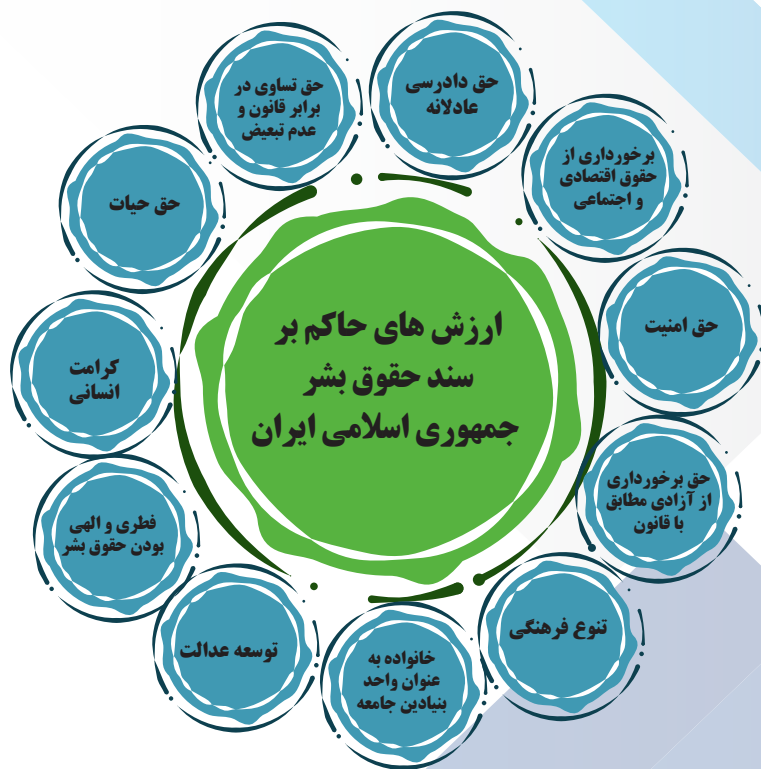 ارزش های حاکم بر
سند حقوق بشر
جمهوری اسلامی ایران
حق دادرسی
عادلانه
برخورداری از
حقوق اقتصادی
و اجتماعی
حق امنیت
حق برخورداری
از آزادی مطابق
با قانون
تنوع فرهنگی
خانواده به
عنوان واحد
بنیادین جامعه
توسعه عدالت
فطری و الهی
بودن حقوق بشر
کرامت
انسانی
حق حیات
حق تساوی در
برابر قانون و
عدم تبعیض